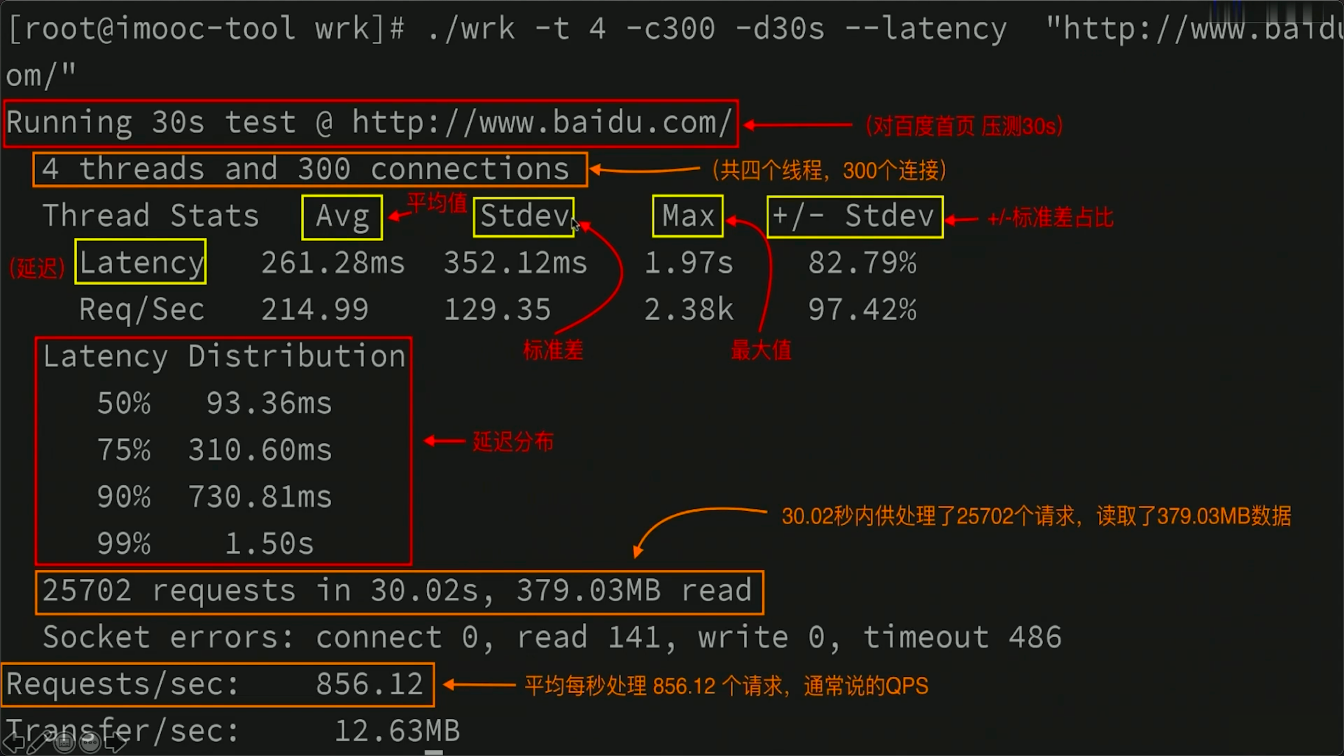 [root@imooc-tool wrk]# ./wrk -t 4 -c300 -d30s --latency "http://www.baidu
om/"
Running 30s test @ http://www.baidu.com/ (对百度首页 压测30s)
4 threads and 300 connections (共四个线程，300个连接)
Thread Stats Avg 平均值 Stdev Max +/- Stdev +/-标准差占比
(延迟) Latency 261.28ms 352.12ms 1.97s 82.79%
Req/Sec 214.99 129.35 2.38k 97.42%
标准差 最大值
Latency Distribution
50% 93.36ms
75% 310.60ms
90% 730.81ms
99% 1.50s
延迟分布
30.02秒内供处理了25702个请求，读取了379.03MB数据
25702 requests in 30.02s, 379.03MB read
Socket errors: connect 0, read 141, write 0, timeout 486
Requests/sec: 856.12 平均每秒处理 856.12 个请求，通常说的QPS
Transfer/sec: 12.63MB